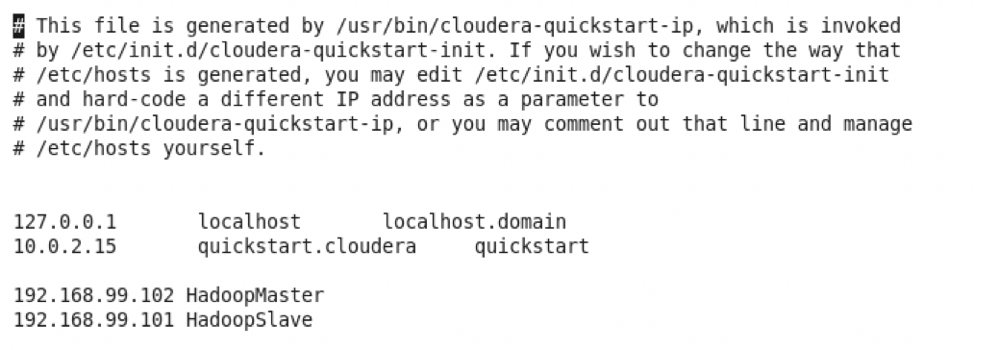 # This file is generated by /usr/bin/cloudera-quickstart-ip, which is invoked
# by /etc/init.d/cloudera-quickstart-init. If you wish to change the way that
# /etc/hosts is generated, you may edit /etc/init.d/cloudera-quickstart-init
# and hard-code a different IP address as a parameter to
# /usr/bin/cloudera-quickstart-ip, or you may comment out that line and manage
# /etc/hosts yourself.
127.0.0.1       localhost       localhost.domain
10.0.2.15       quickstart.cloudera     quickstart
192.168.99.102 HadoopMaster
192.168.99.101 HadoopSlave